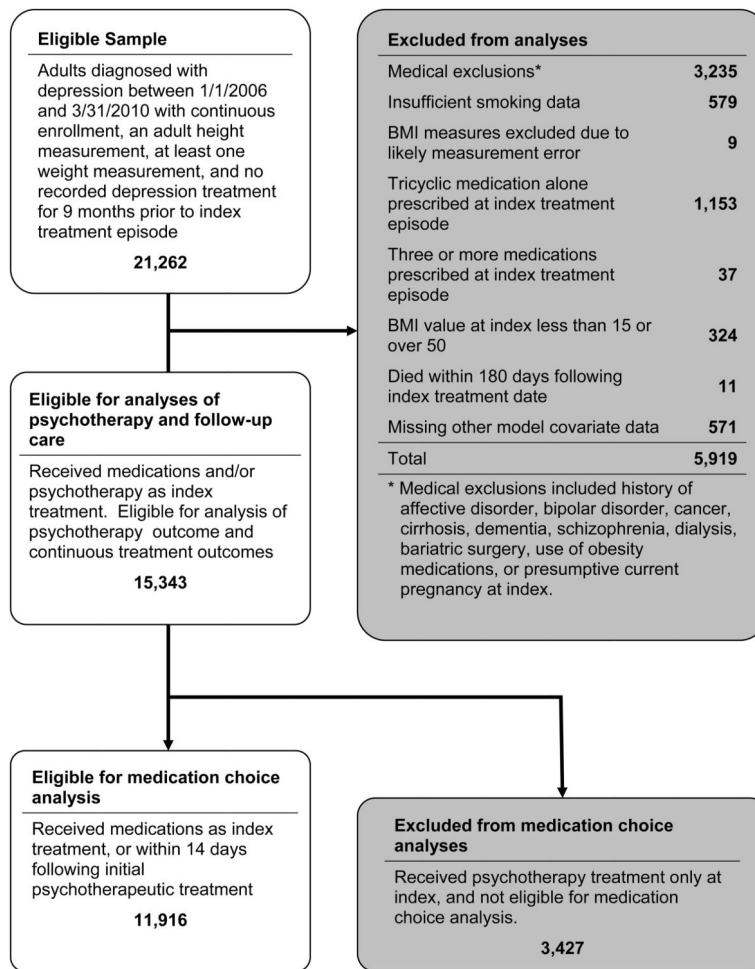 Eligible Sample
Adults diagnosed with
depression between 1/1/2006
and 3/31/2010 with continuous
enrollment, an adult height
measurement, at least one
weight measurement, and no
recorded depression treatment
for 9 months prior to index
treatment episode
21,262
Excluded from analyses
Medical exclusions* 3,235
Insufficient smoking data 579
BMI measures excluded due to
likely measurement error 9
Tricyclic medication alone
prescribed at index treatment
episode 1,153
Three or more medications
prescribed at index treatment
episode 37
BMI value at index less than 15 or
over 50 324
Died within 180 days following
index treatment date 11
Missing other model covariate data 571
Total 5,919
* Medical exclusions included history of
affective disorder, bipolar disorder, cancer,
cirrhosis, dementia, schizophrenia, dialysis,
bariatric surgery, use of obesity
medications, or presumptive current
pregnancy at index.
Eligible for analyses of
psychotherapy and follow-up
care
Received medications and/or
psychotherapy as index
treatment. Eligible for analysis of
psychotherapy outcome and
continuous treatment outcomes
15,343
Eligible for medication choice
analysis
Received medications as index
treatment, or within 14 days
following initial
psychotherapeutic treatment
11,916
Excluded from medication choice
analyses
Received psychotherapy treatment only at
index, and not eligible for medication
choice analysis.
3,427